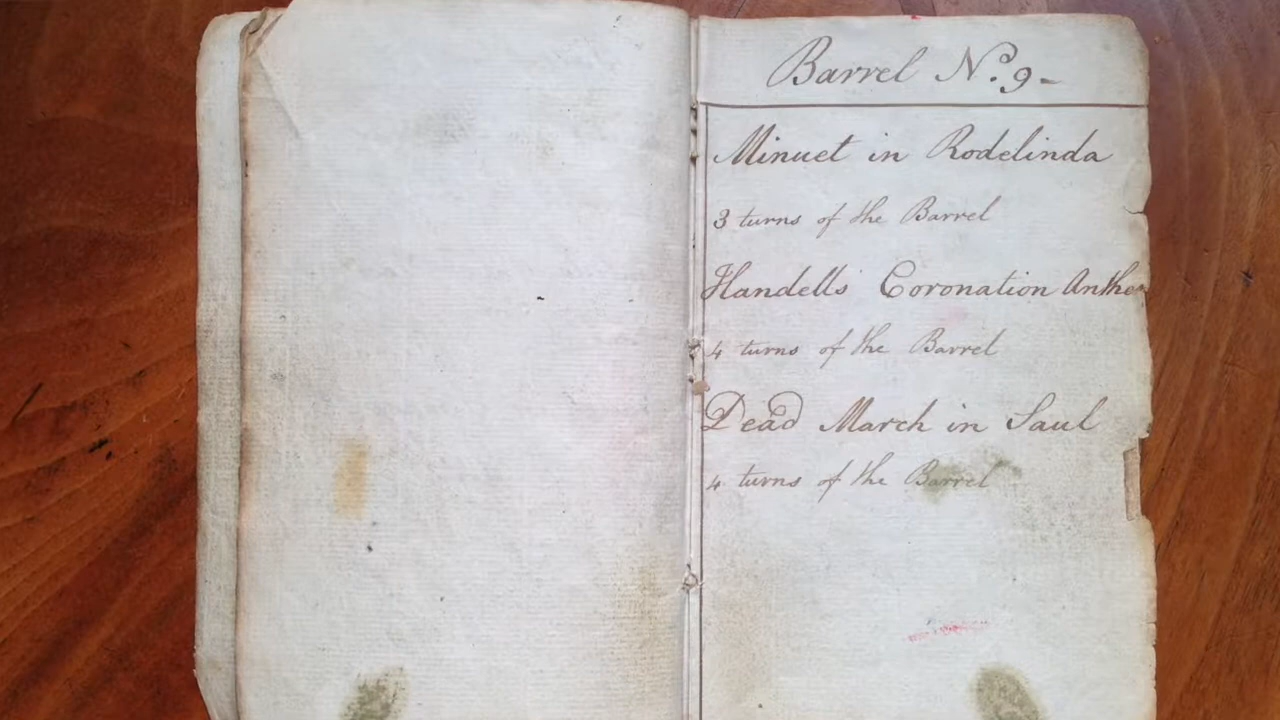 Barrel No. 9-
Minuet in Rodelinda
3 turns of the Barrel
Handells Coronation Anthe
4 turns of the Barrel
Dead March in Saul
4 turns of the Barrel